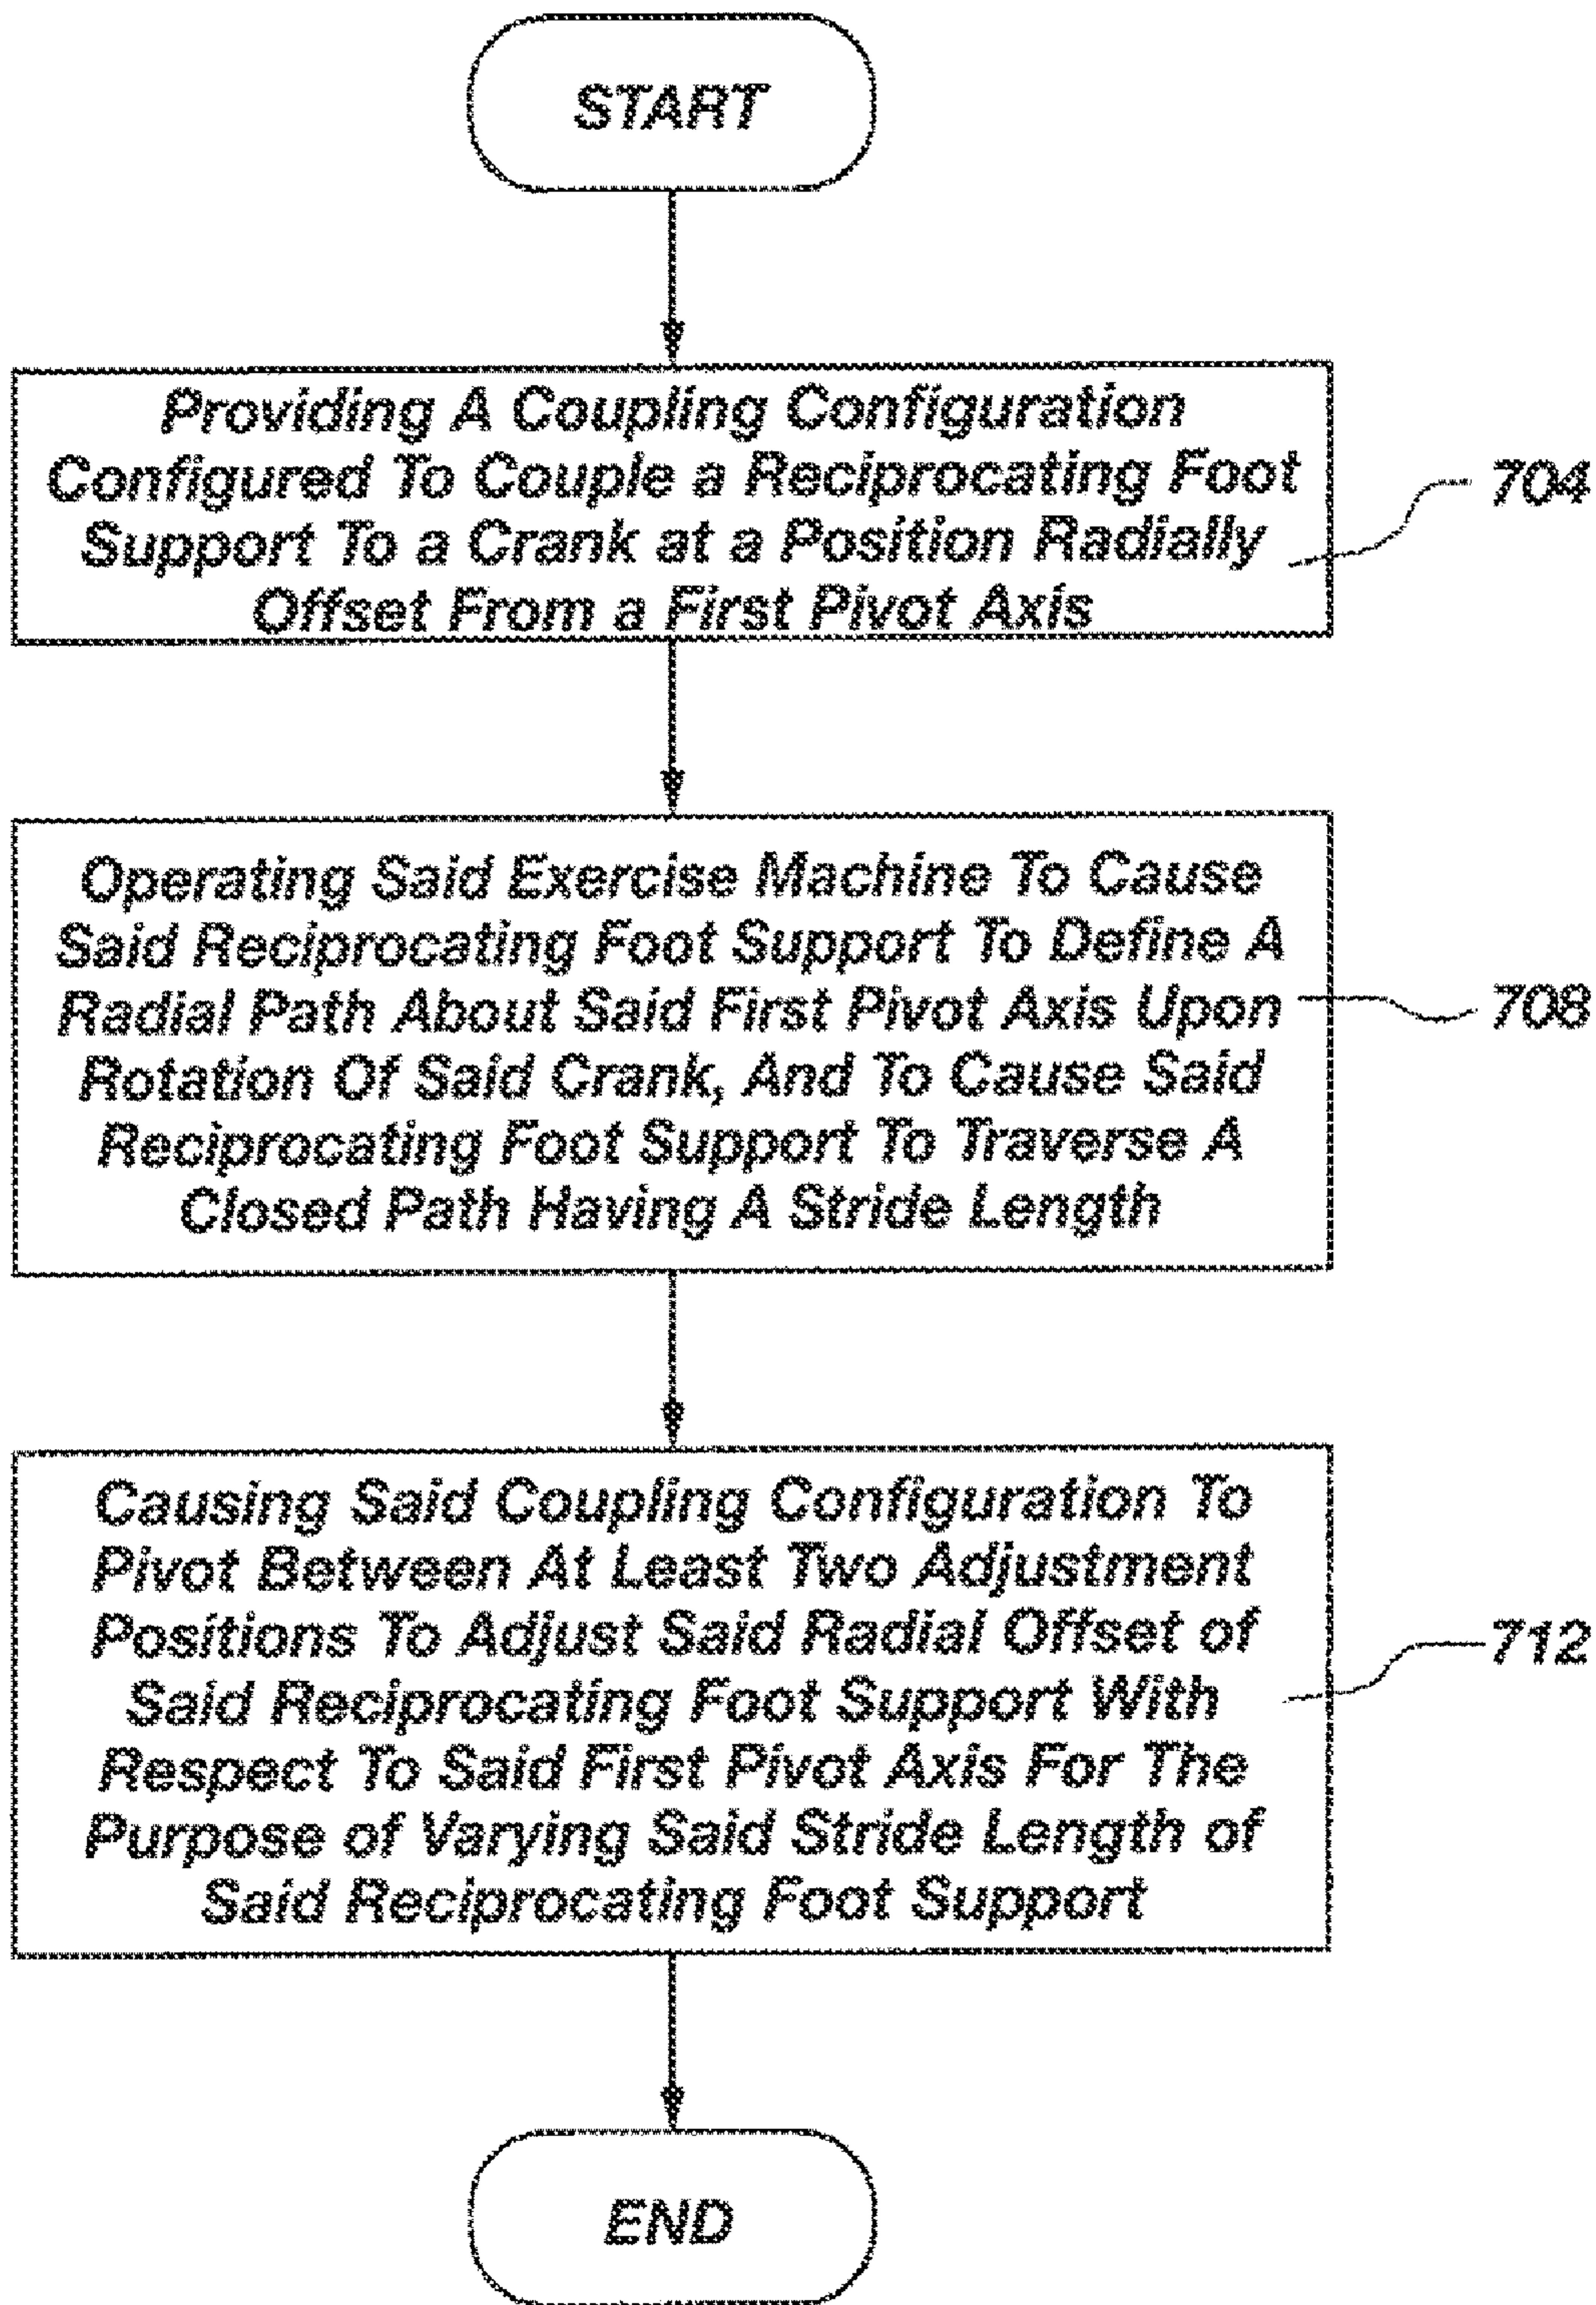 START
Providing A Coupling Configuration
Configured To Couple a Reciprocating Foot
Support To a Crank at a Position Radially
Offset From a First Pivot Axis
704
Operating Said Exercise Machine To Cause
Said Reciprocating Foot Support To Define A
Radial Path About Said First Pivot Axis Upon
Rotation Of Said Crank, And To Cause Said
Reciprocating Foot Support To Traverse A
Closed Path Having A Stride Length
708
Causing Said Coupling Configuration To
Pivot Between At Least Two Adjustment
Positions To Adjust Said Radial Offset of
Said Reciprocating Foot Support With
Respect To Said First Pivot Axis For The
Purpose of Varying Said Stride Length of
Said Reciprocating Foot Support
712
END